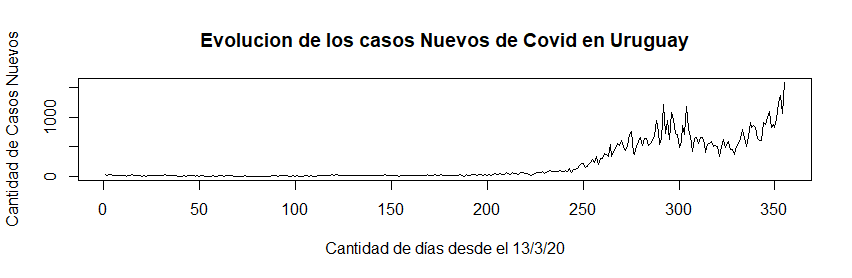 Evolucion de los casos Nuevos de Covid en Uruguay
Cantidad de Casos Nuevos
1000
0
0 50 100 150 200 250 300 350
Cantidad de días desde el 13/3/20